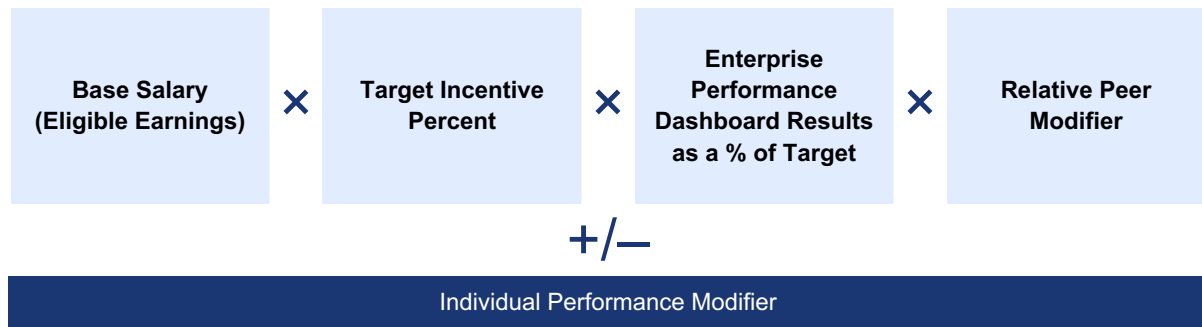 Base Salary
(Eligible Earnings)
×
Target Incentive
Percent
×
Enterprise
Performance
Dashboard Results
as a % of Target
×
Relative Peer
Modifier
+/–
Individual Performance Modifier